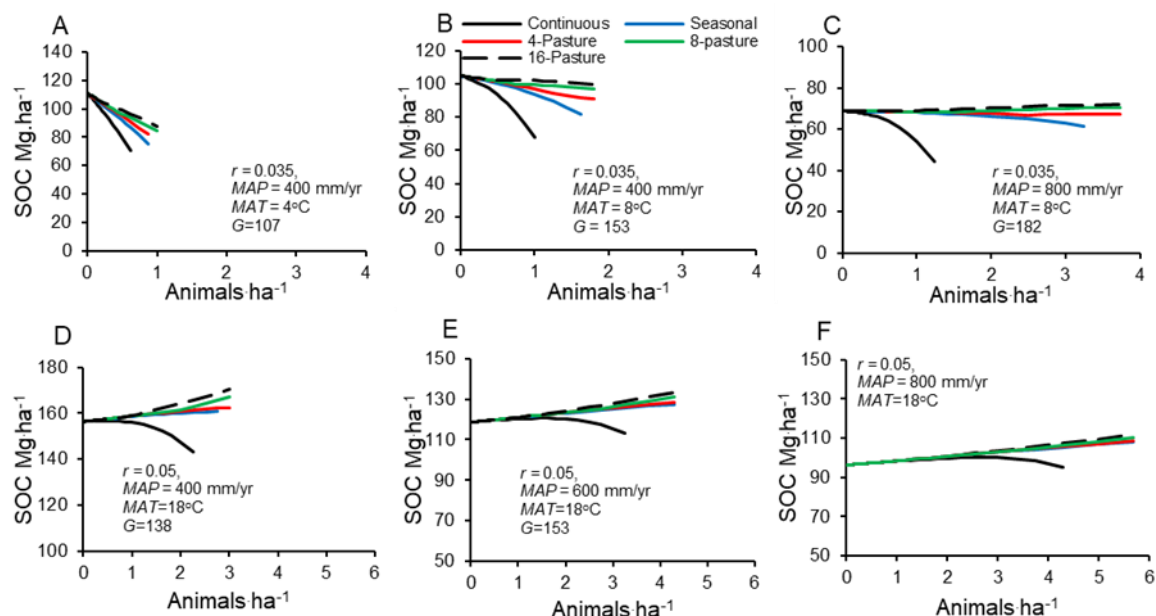 A
SOC Mg.ha⁻¹
140
120
100
80
60
40
20
0
r = 0.035,
MAP = 400 mm/yr
MAT = 4°C
G=107
0 1 2 3 4
Animals·ha⁻¹
B
Continuous Seasonal
4-Pasture 8-pasture
16-Pasture
SOC Mg·ha⁻¹
120
100
80
60
40
20
0
r = 0.035,
MAP = 400 mm/yr
MAT = 8°C
G = 153
0 1 2 3 4
Animals·ha⁻¹
C
SOC Mg·ha⁻¹
100
80
60
40
20
0
r = 0.035,
MAP = 800 mm/yr
MAT = 8°C
G=182
0 1 2 3 4
Animals·ha⁻¹
D
SOC Mg·ha⁻¹
180
160
140
120
100
r = 0.05,
MAP = 400 mm/yr
MAT=18°C
G=138
0 1 2 3 4 5 6
Animals·ha⁻¹
E
SOC Mg·ha⁻¹
150
130
110
90
70
50
r = 0.05,
MAP = 600 mm/yr
MAT=18°C
G=153
0 1 2 3 4 5 6
Animals·ha⁻¹
F
SOC Mg·ha⁻¹
150
130
110
90
70
50
r = 0.05,
MAP = 800 mm/yr
MAT=18°C
0 1 2 3 4 5 6
Animals·ha⁻¹